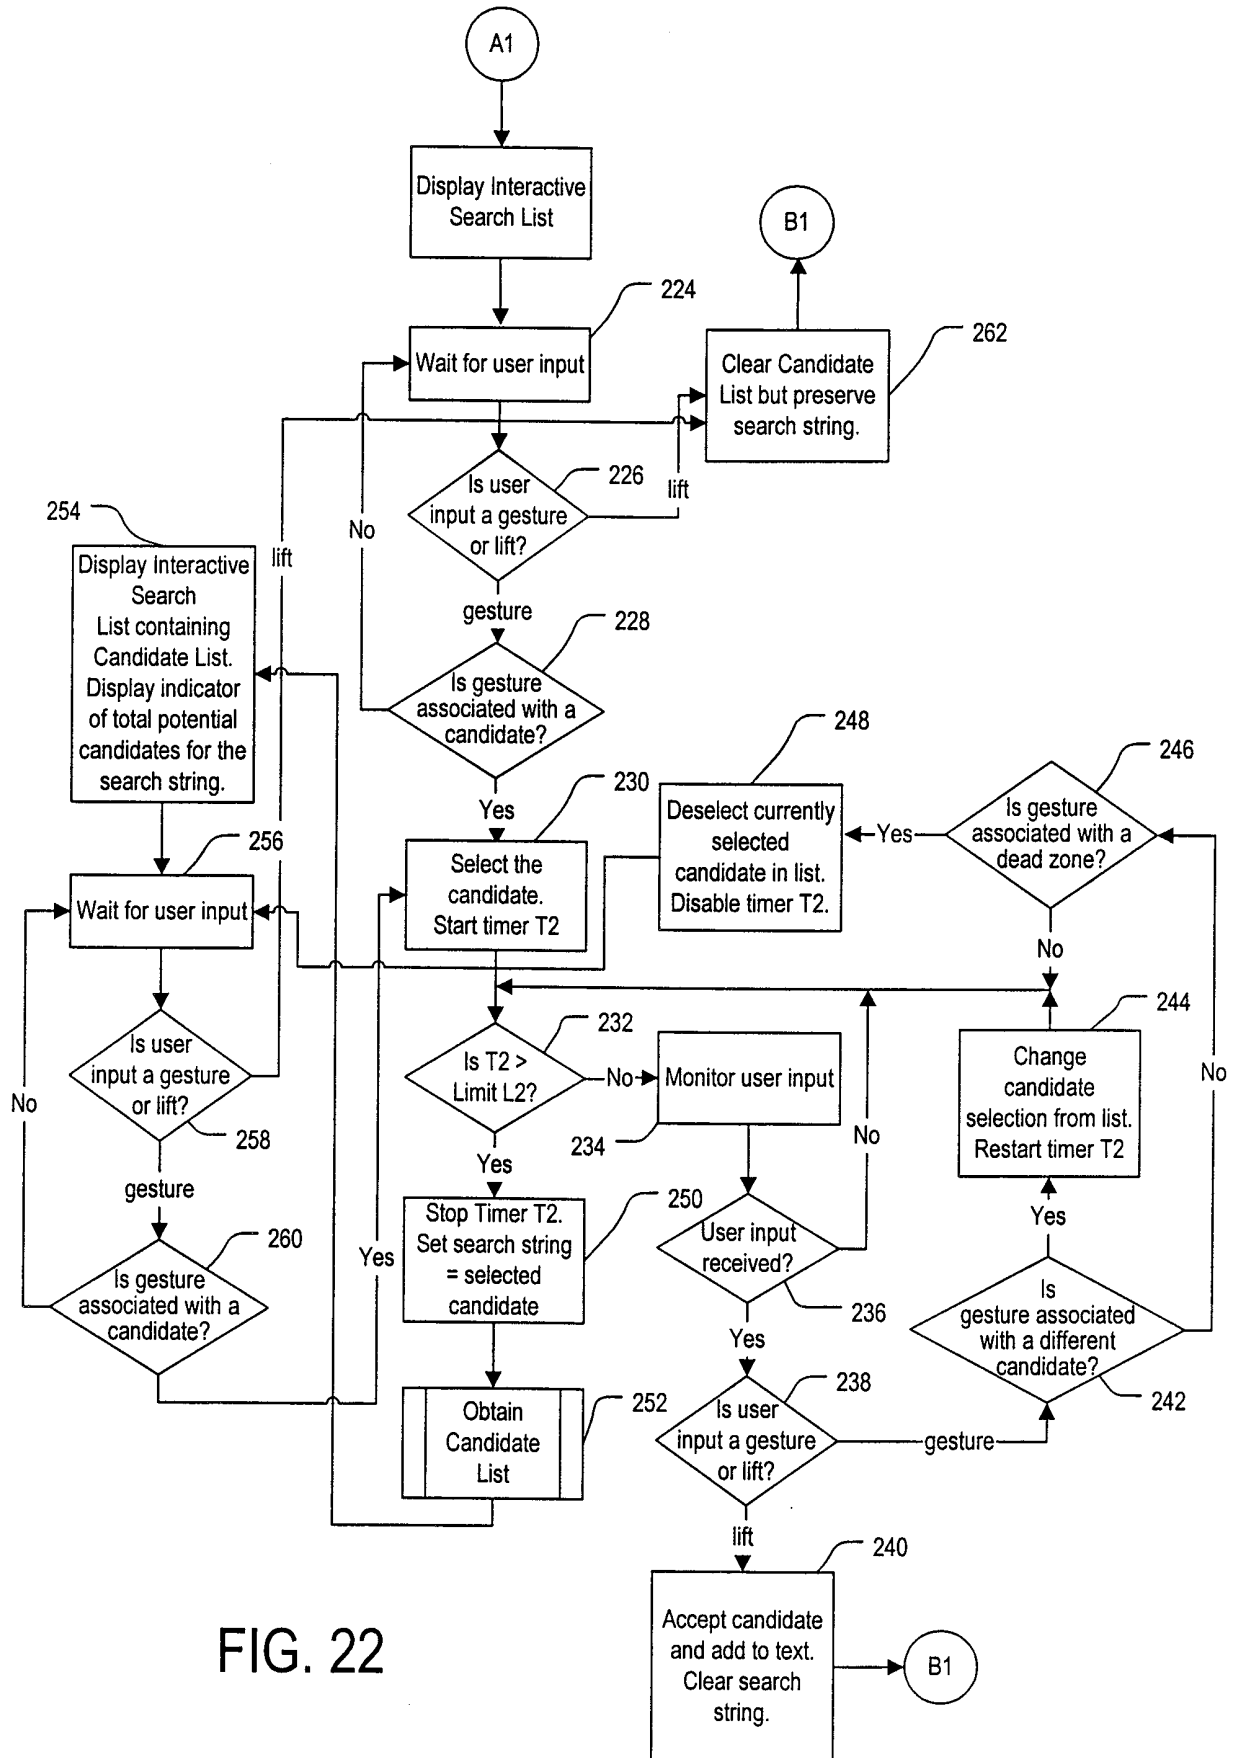 A1
Display Interactive
Search List
B1
224
Wait for user input
262
Clear Candidate
List but preserve
search string.
226
Is user
input a gesture
or lift?
lift
No
lift
254
Display Interactive
Search
List containing
Candidate List.
Display indicator
of total potential
candidates for the
search string.
gesture
228
Is gesture
associated with a
candidate?
Yes
230
Select the
candidate.
Start timer T2
248
Deselect currently
selected
candidate in list.
Disable timer T2.
Yes
246
Is gesture
associated with a
dead zone?
No
256
Wait for user input
Is user
input a gesture
or lift?
258
No
gesture
260
Is gesture
associated with a
candidate?
Yes
232
Is T2 >
Limit L2?
No
Monitor user input
234
No
244
Change
candidate
selection from list.
Restart timer T2
No
Yes
250
Stop Timer T2.
Set search string
= selected
candidate
User input
received?
236
Yes
Yes
Is
gesture associated
with a different
candidate?
242
252
Obtain
Candidate
List
238
Is user
input a gesture
or lift?
gesture
lift
240
Accept candidate
and add to text.
Clear search
string.
B1
FIG. 22